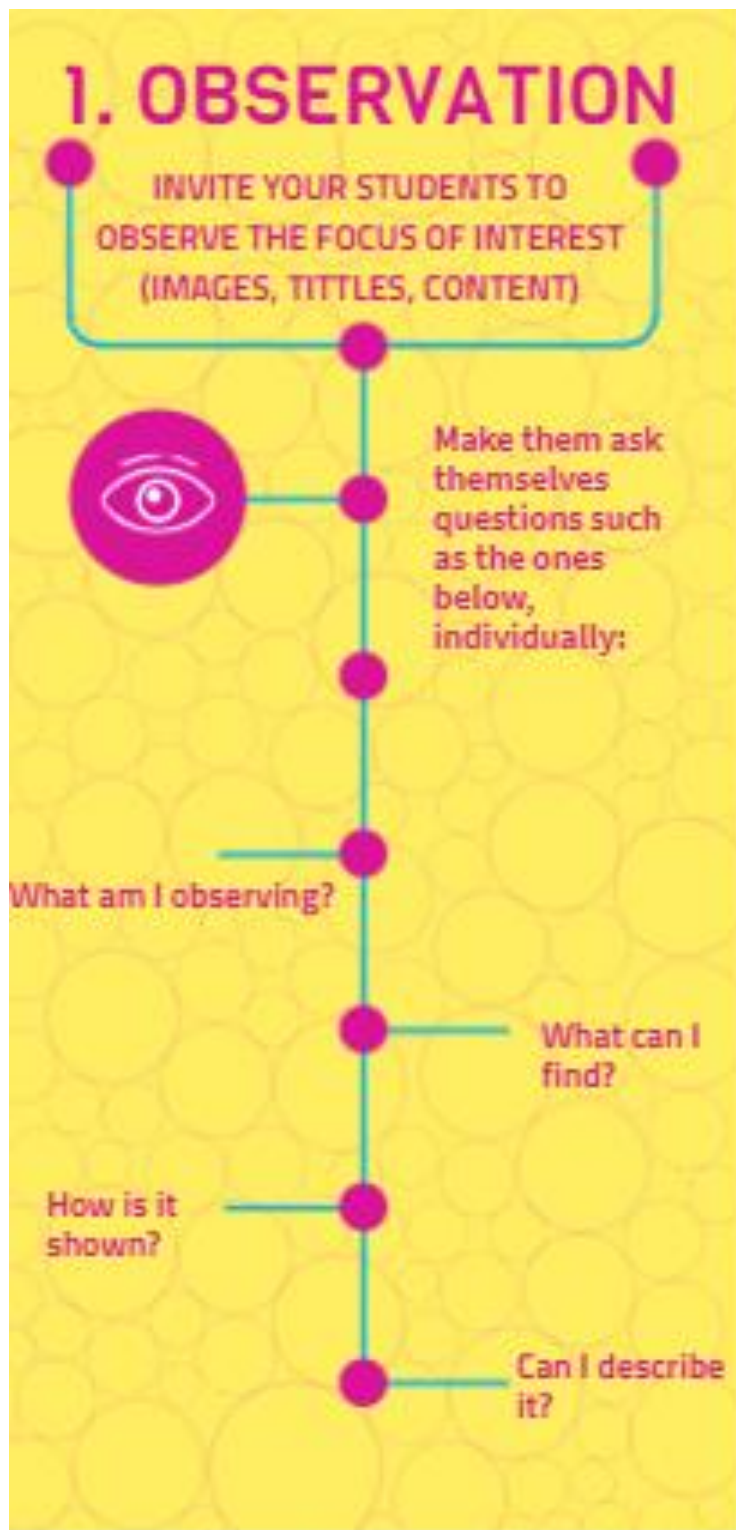 1. OBSERVATION
INVITE YOUR STUDENTS TO
OBSERVE THE FOCUS OF INTEREST
(IMAGES, TITTLES, CONTENT)
Make them ask
themselves
questions such
as the ones
below,
individually:
What am I observing?
What can I
find?
How is it
shown?
Can I describe
it?